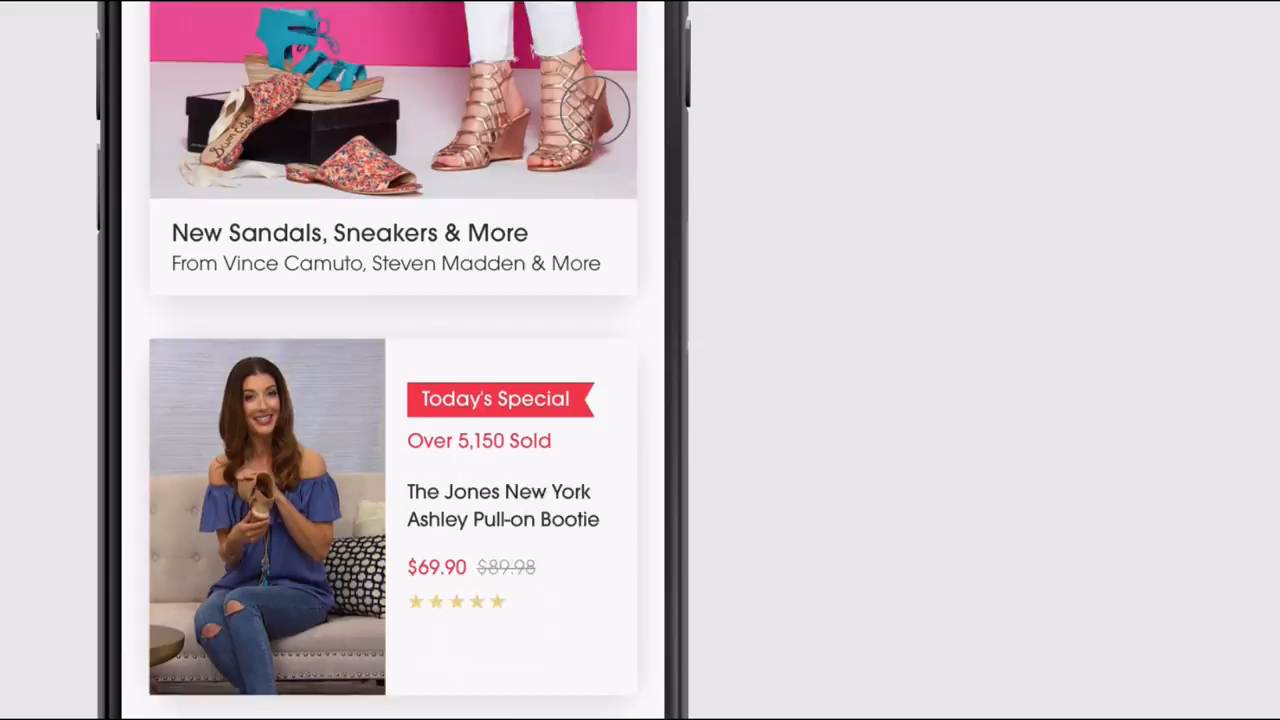 New Sandals, Sneakers & More
From Vince Camuto, Steven Madden & More
Today's Special
Over 5,150 Sold
The Jones New York
Ashley Pull-on Bootie
$69.90 $89.98